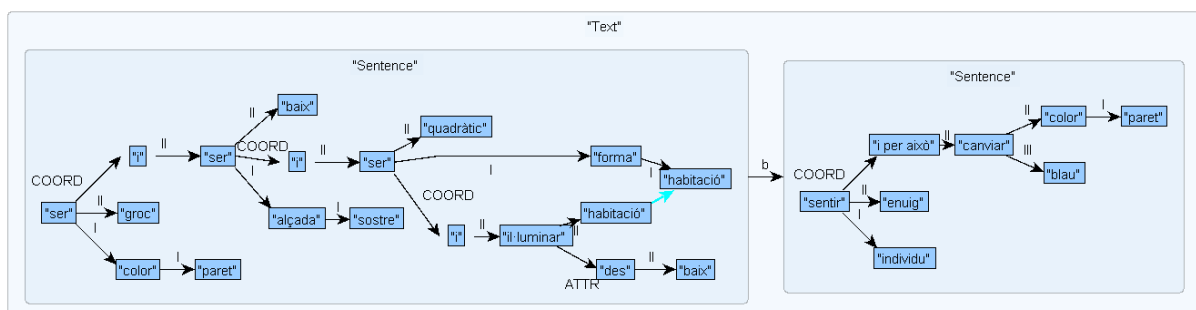 "Text"
"Sentence"
"Sentence"
"baix"
II
"quadràtic"
II
"color"
I
"paret"
II
"i"
II
"ser"
COORD
"i"
II
"ser"
"forma"
"i per això"
II
"canviar"
I
I
I
"habitació"
b
III
"blau"
COORD
COORD
COORD
"ser"
II
"groc"
"alçada"
I
"sostre"
"habitació"
"sentir"
II
"enuig"
I
"i"
II
"il·luminar"
II
I
"color"
I
"paret"
"des"
II
"baix"
"individu"
ATTR